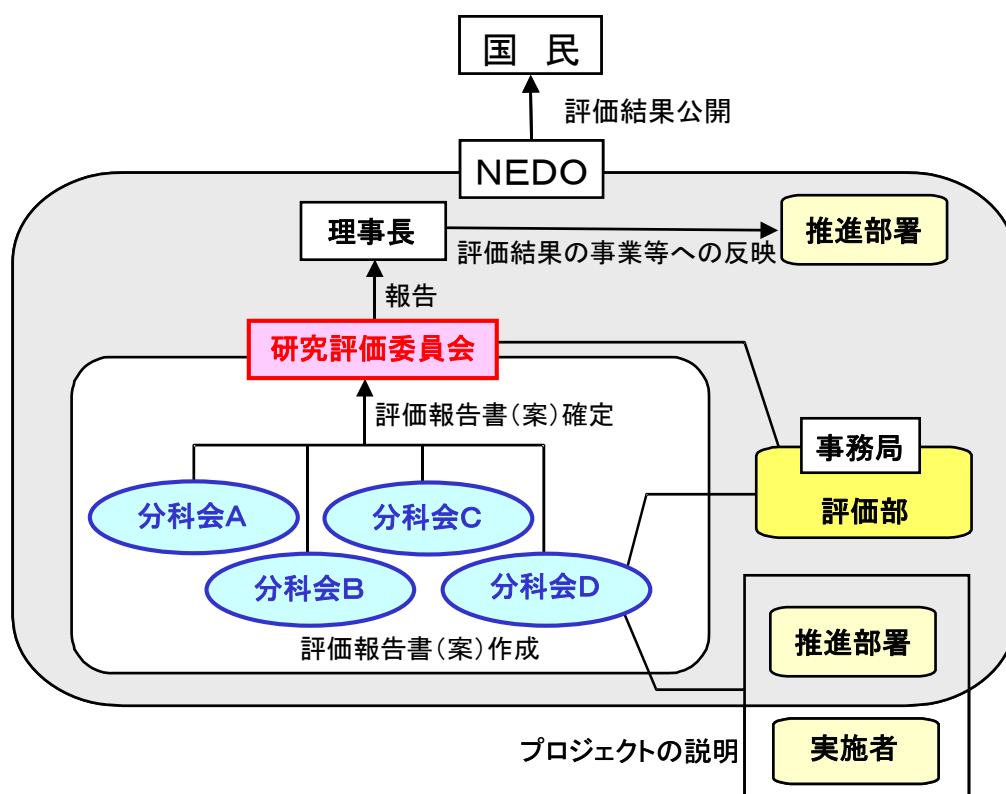 国　民
評価結果公開
ＮＥＤＯ
理事長
推進部署
評価結果の事業等への反映
報告
研究評価委員会
評価報告書（案）確定
事務局
評価部
分科会Ａ
分科会Ｃ
分科会Ｂ
分科会Ｄ
評価報告書（案）作成
推進部署
プロジェクトの説明
実施者